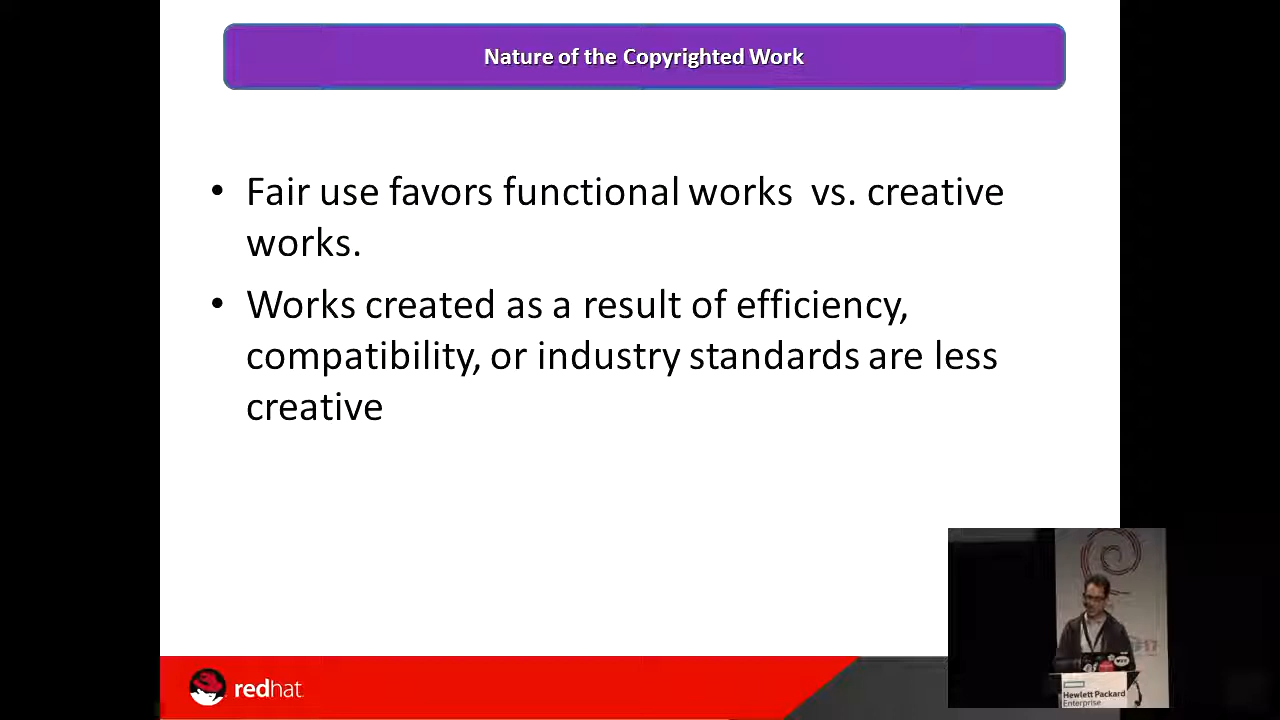 Nature of the Copyrighted Work
• Fair use favors functional works vs. creative
works.
• Works created as a result of efficiency,
compatibility, or industry standards are less
creative
redhat
17
Hewlett Packard
Enterprise